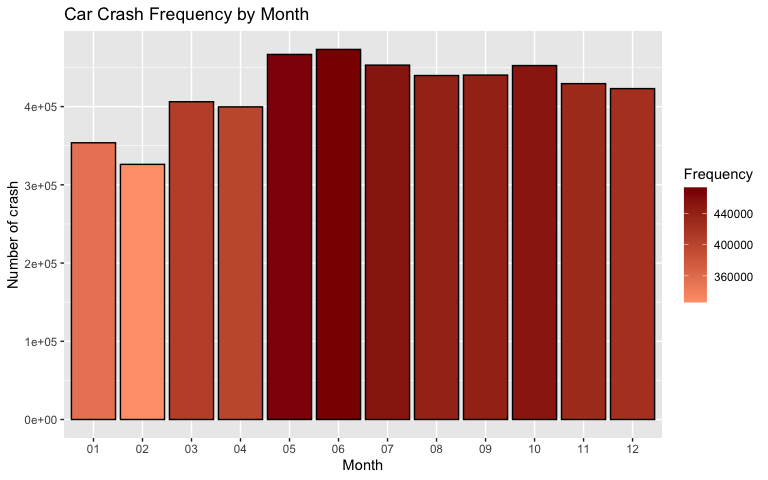 Car Crash Frequency by Month
Number of crash
4e+05
3e+05
2e+05
1e+05
0e+00
01 02 03 04 05 06 07 08 09 10 11 12
Month
Frequency
440000
400000
360000